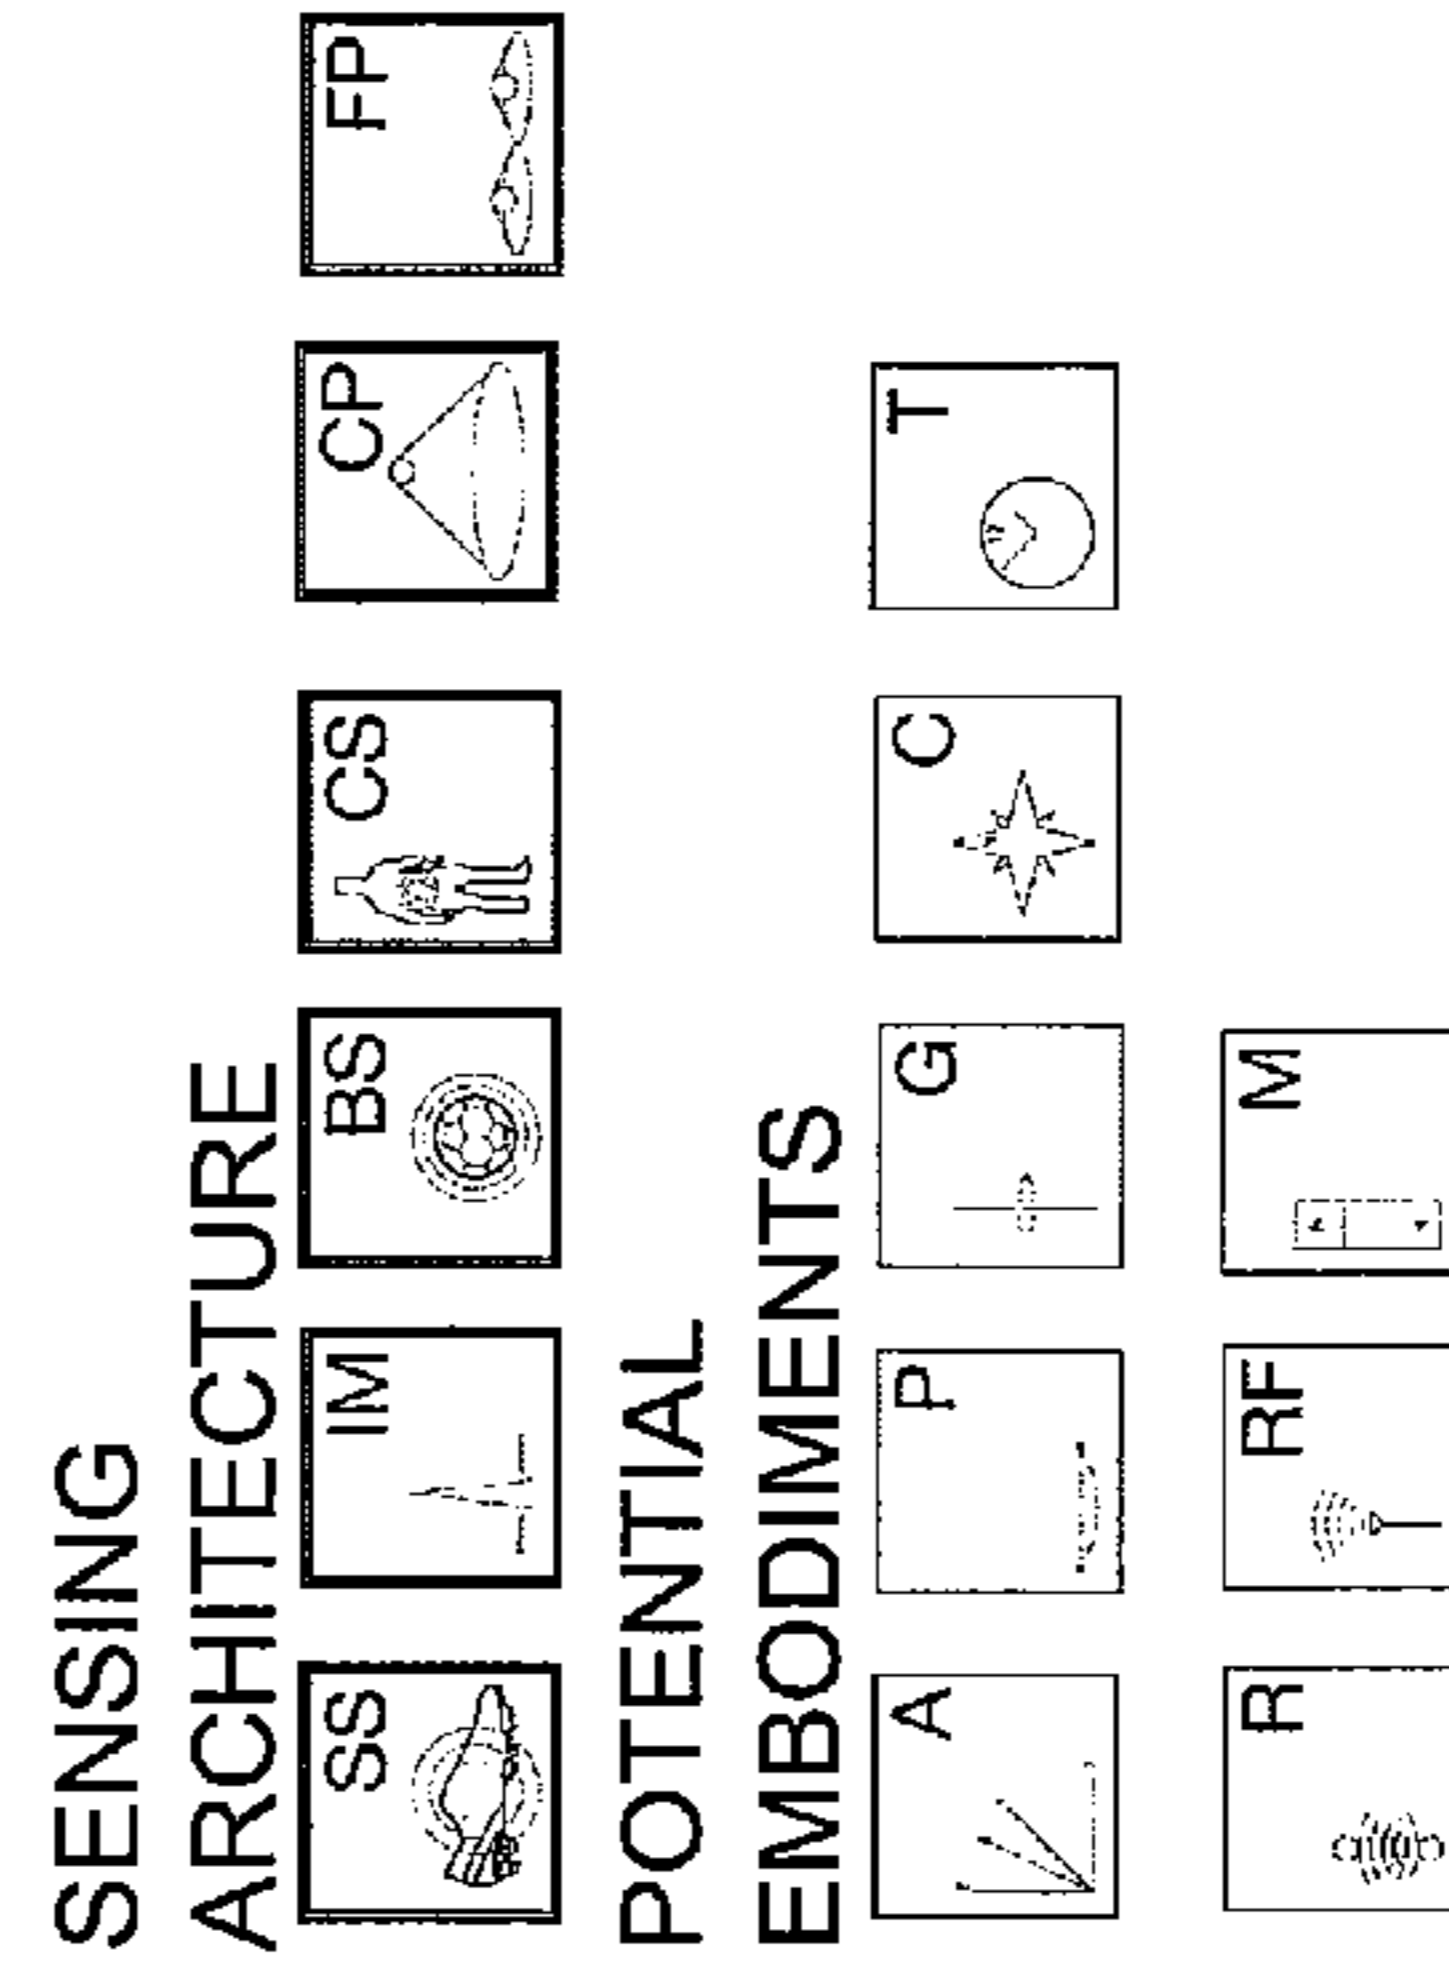 SENSING
ARCHITECTURE
SS IM BS CS CP FP
POTENTIAL
EMBODIMENTS
A P G C T
R RF M